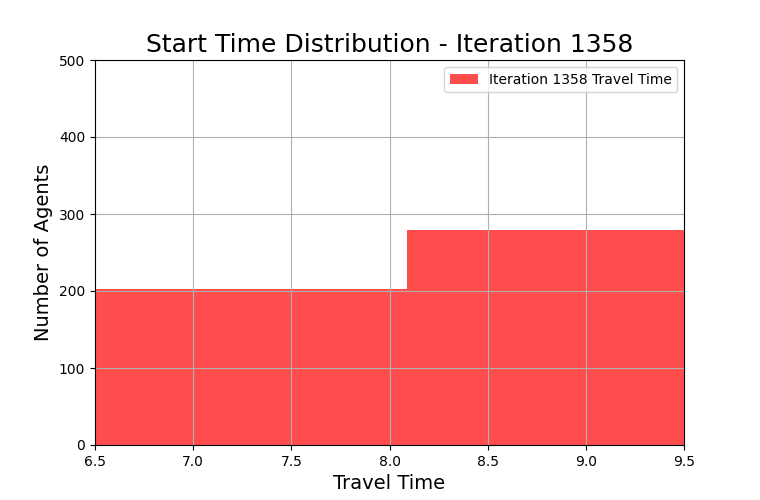 Start Time Distribution - Iteration 1358
Iteration 1358 Travel Time
Number of Agents
500
400
300
200
100
0
6.5 7.0 7.5 8.0 8.5 9.0 9.5
Travel Time